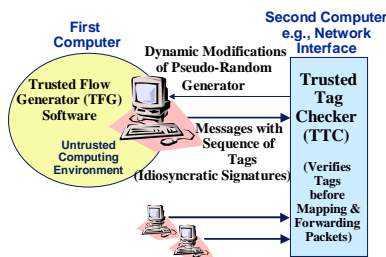 First
Computer
Second Computer
e.g., Network
Interface
Dynamic Modifications
of Pseudo-Random
Generator
Trusted Flow
Generator (TFG)
Software
Untrusted
Computing
Environment
Messages with
Sequence of
Tags
(Idiosyncratic Signatures)
Trusted
Tag
Checker
(TTC)
(Verifies
Tags
before
Mapping &
Forwarding
Packets)